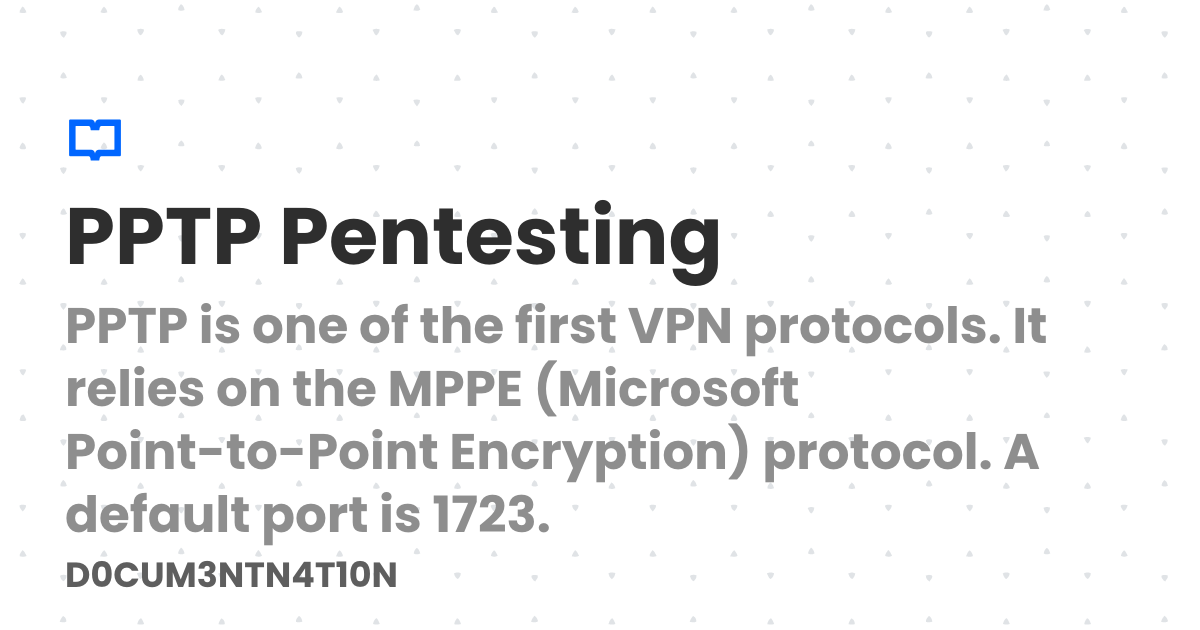 PPTP Pentesting
PPTP is one of the first VPN protocols. It
relies on the MPPE (Microsoft
Point-to-Point Encryption) protocol. A
default port is 1723.
D0CUM3NTN4T10N